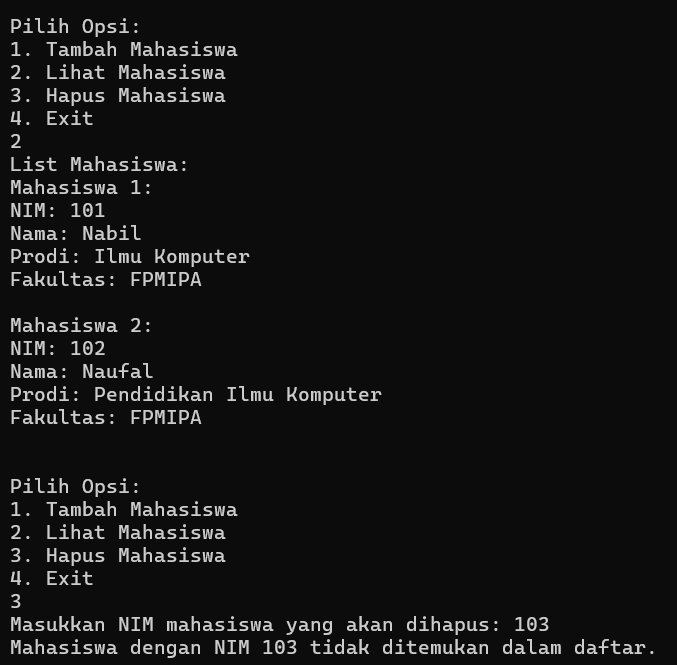 Pilih Opsi:
1. Tambah Mahasiswa
2. Lihat Mahasiswa
3. Hapus Mahasiswa
4. Exit
2
List Mahasiswa:
Mahasiswa 1:
NIM: 101
Nama: Nabil
Prodi: Ilmu Komputer
Fakultas: FPMIPA
Mahasiswa 2:
NIM: 102
Nama: Naufal
Prodi: Pendidikan Ilmu Komputer
Fakultas: FPMIPA
Pilih Opsi:
1. Tambah Mahasiswa
2. Lihat Mahasiswa
3. Hapus Mahasiswa
4. Exit
3
Masukkan NIM mahasiswa yang akan dihapus: 103
Mahasiswa dengan NIM 103 tidak ditemukan dalam daftar.